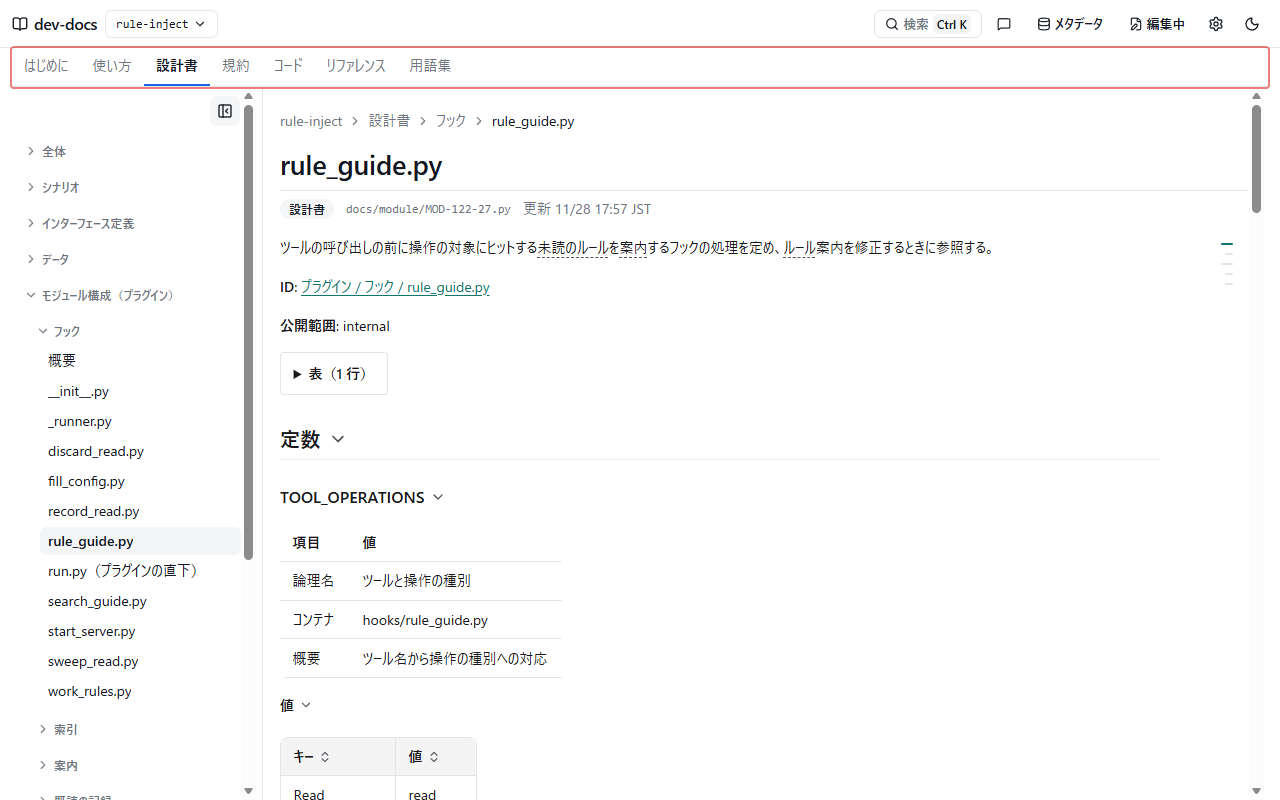 dev-docs rule-inject 検索 Ctrl K メタデータ 編集中
はじめに 使い方 設計書 規約 コード リファレンス 用語集
rule-inject > 設計書 > フック > rule_guide.py
rule_guide.py
設計書 docs/module/MOD-122-27.py 更新 11/28 17:57 JST
ツールの呼び出しの前に操作の対象にヒットする未読のルールを案内するフックの処理を定め、ルール案内を修正するときに参照する。
ID: プラグイン / フック / rule_guide.py
公開範囲: internal
▶ 表（1 行）
定数
TOOL_OPERATIONS
項目 値
論理名 ツールと操作の種別
コンテナ hooks/rule_guide.py
概要 ツール名から操作の種別への対応
値
キー 値
Read read
全体
シナリオ
インターフェース定義
データ
モジュール構成（プラグイン）
フック
概要
__init__.py
_runner.py
discard_read.py
fill_config.py
record_read.py
rule_guide.py
run.py（プラグインの直下）
search_guide.py
start_server.py
sweep_read.py
work_rules.py
索引
案内
既読の記録